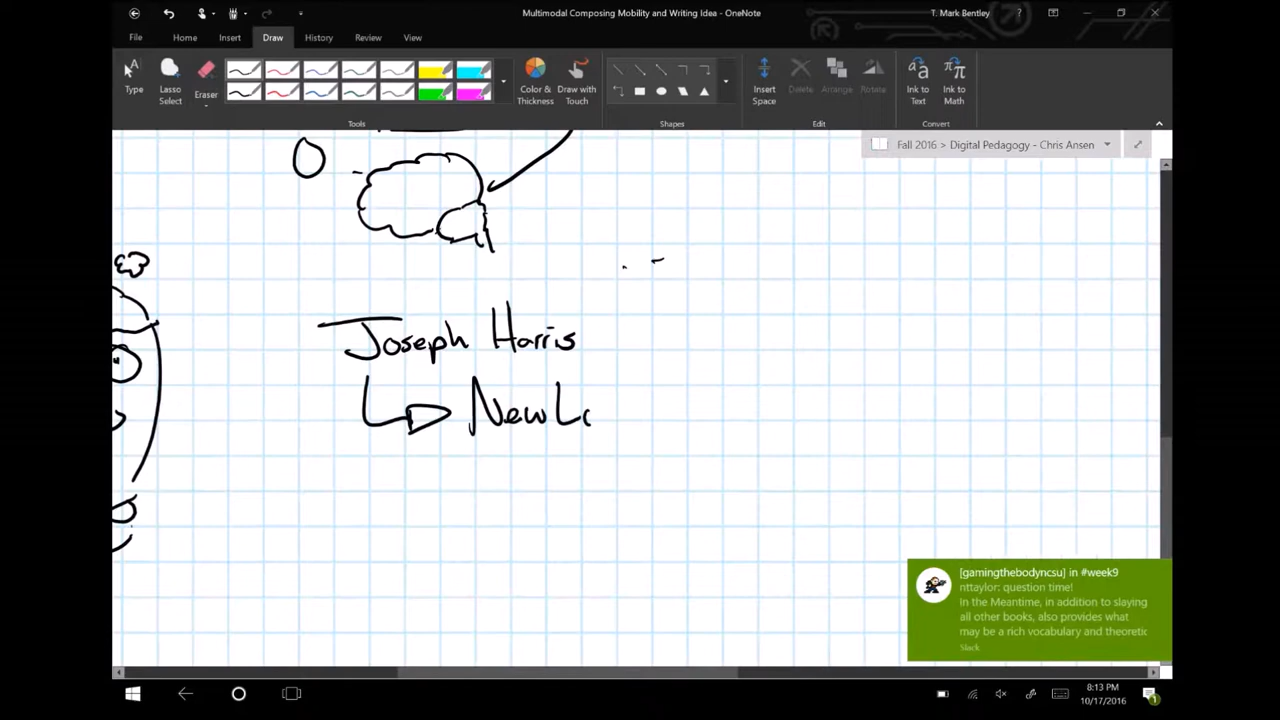 Multimodal Composing Mobility and Writing Idea - OneNote
T. Mark Bentley
?
File Home Insert Draw History Review View
Type
Lasso Select
Eraser
Color & Thickness
Draw with Touch
Insert Space
Delete
Arrange
Rotate
Ink to Text
Ink to Math
Tools
Shapes
Edit
Convert
Fall 2016 > Digital Pedagogy - Chris Ansen
Joseph Harris
New
[gamingthebodyncsu] in #week9
nttaylor: question time!
In the Meantime, in addition to slaying
all other books, also provides what
may be a rich vocabulary and theoretic
Slack
8:13 PM
10/17/2016
1